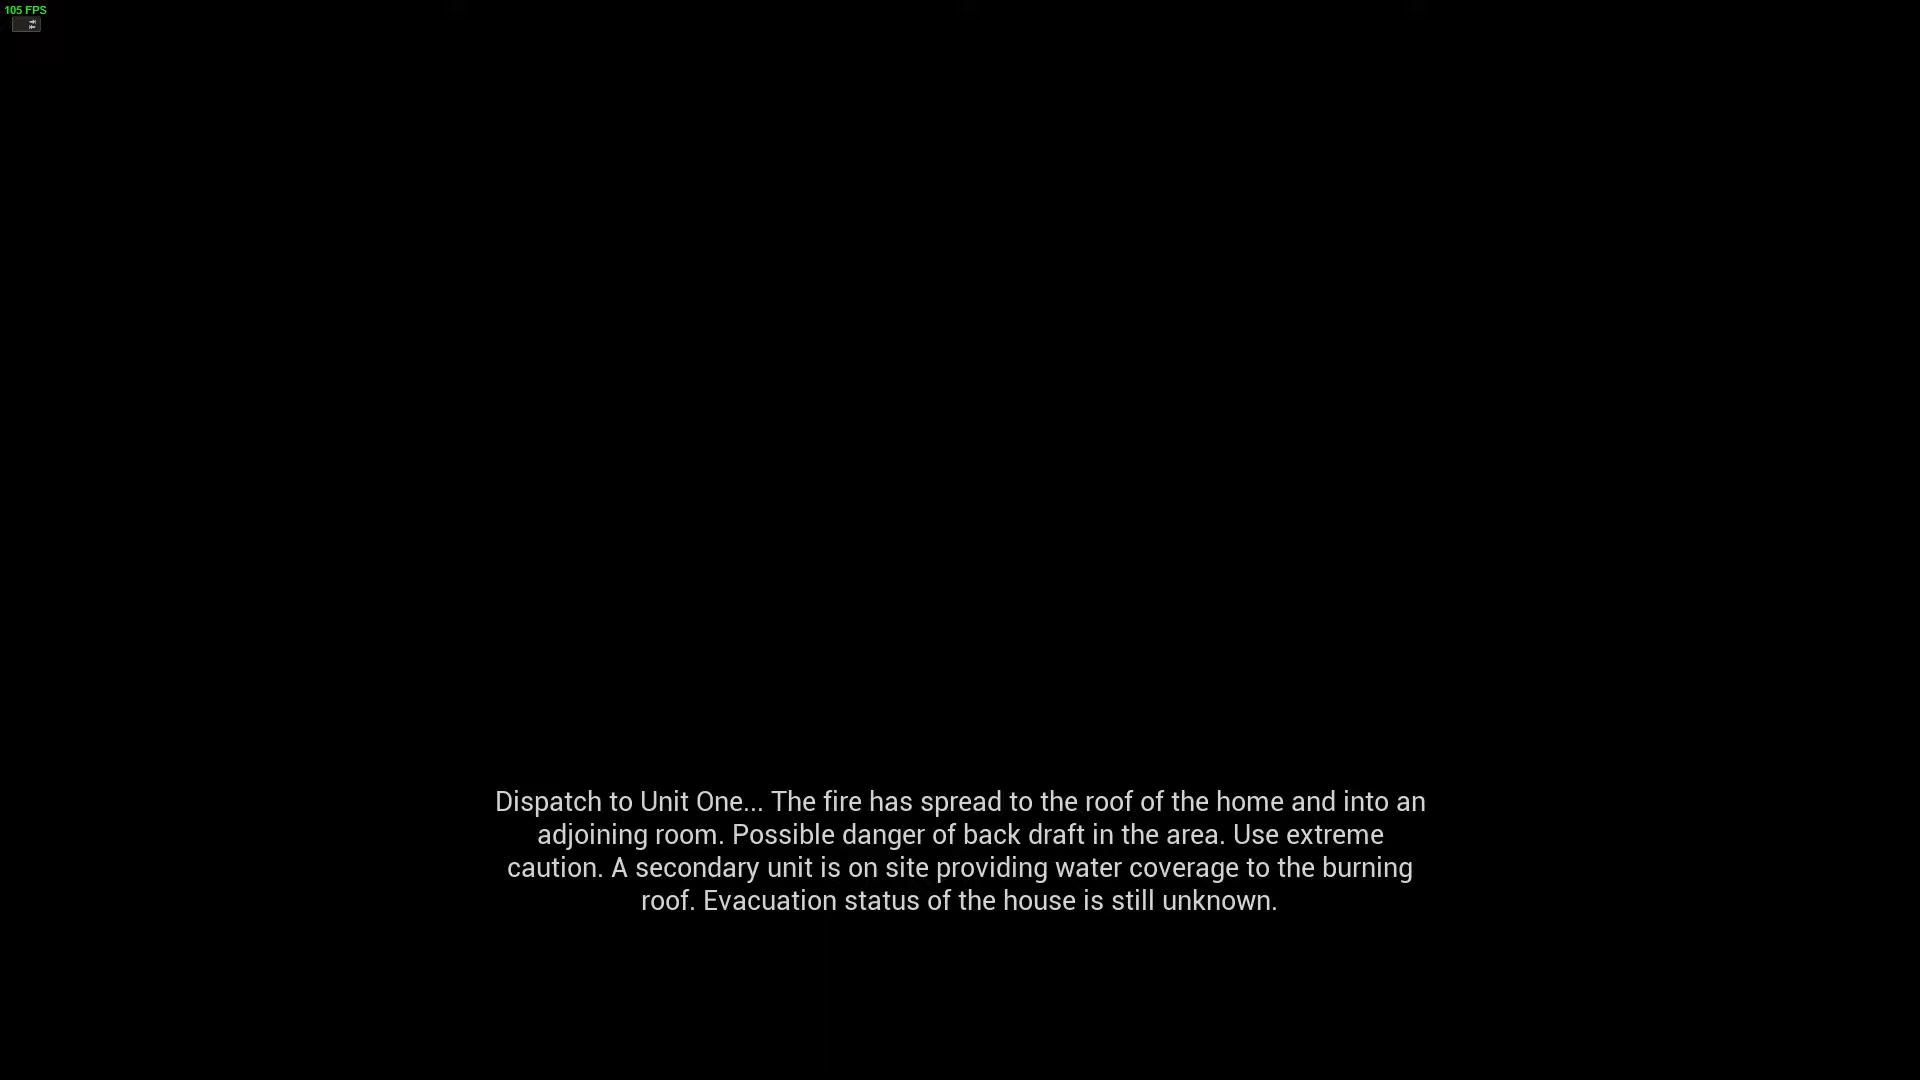 105 FPS
Dispatch to Unit One... The fire has spread to the roof of the home and into an
adjoining room. Possible danger of back draft in the area. Use extreme
caution. A secondary unit is on site providing water coverage to the burning
roof. Evacuation status of the house is still unknown.